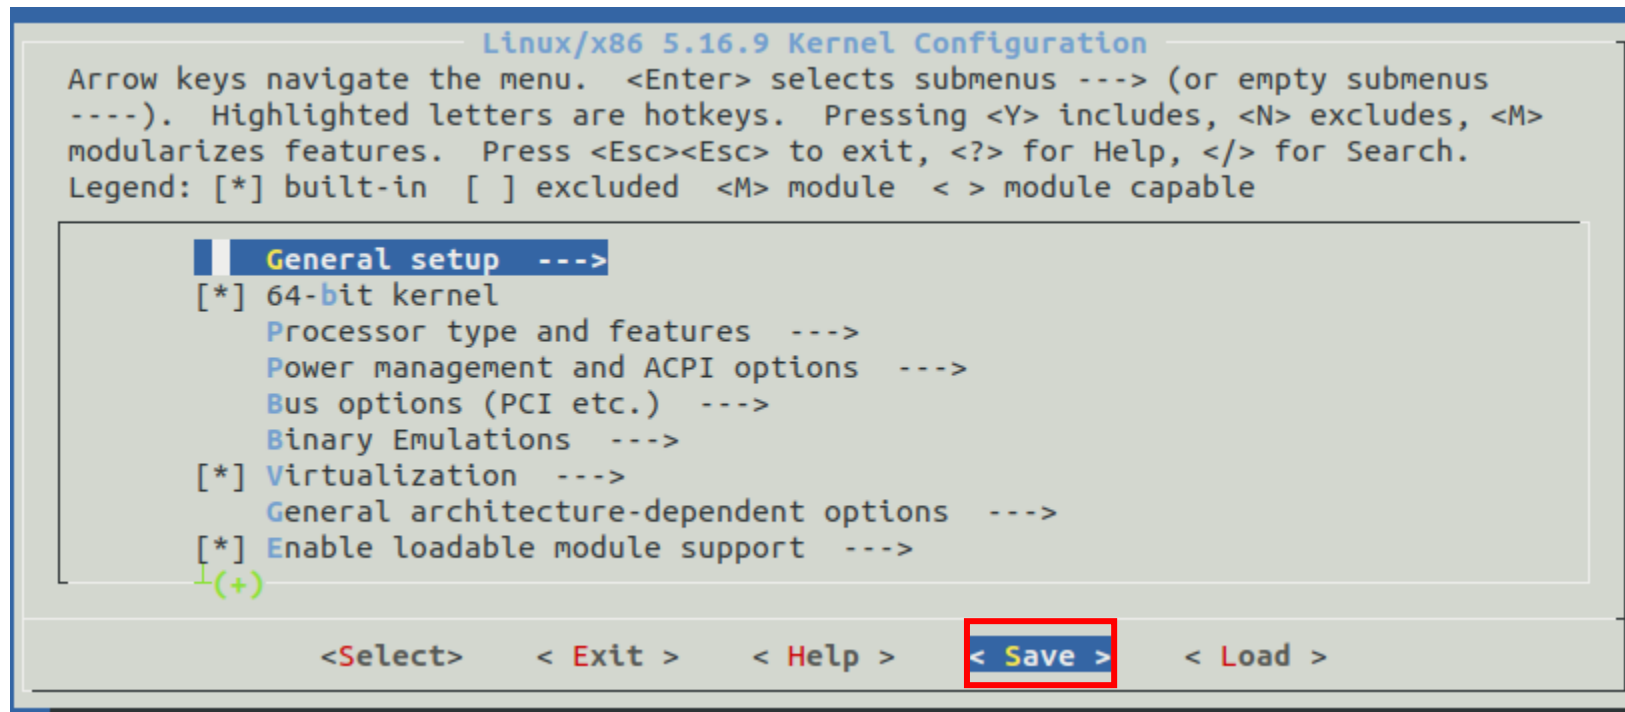 Linux/x86 5.16.9 Kernel Configuration
Arrow keys navigate the menu.  <Enter> selects submenus ---> (or empty submenus
----).  Highlighted letters are hotkeys.  Pressing <Y> includes, <N> excludes, <M>
modularizes features.  Press <Esc><Esc> to exit, <?> for Help, </> for Search.
Legend: [*] built-in  [ ] excluded  <M> module  < > module capable
General setup  --->
[*] 64-bit kernel
Processor type and features  --->
Power management and ACPI options  --->
Bus options (PCI etc.)  --->
Binary Emulations  --->
[*] Virtualization  --->
General architecture-dependent options  --->
[*] Enable loadable module support  --->
┴(+)
<Select>    < Exit >    < Help >    < Save >    < Load >